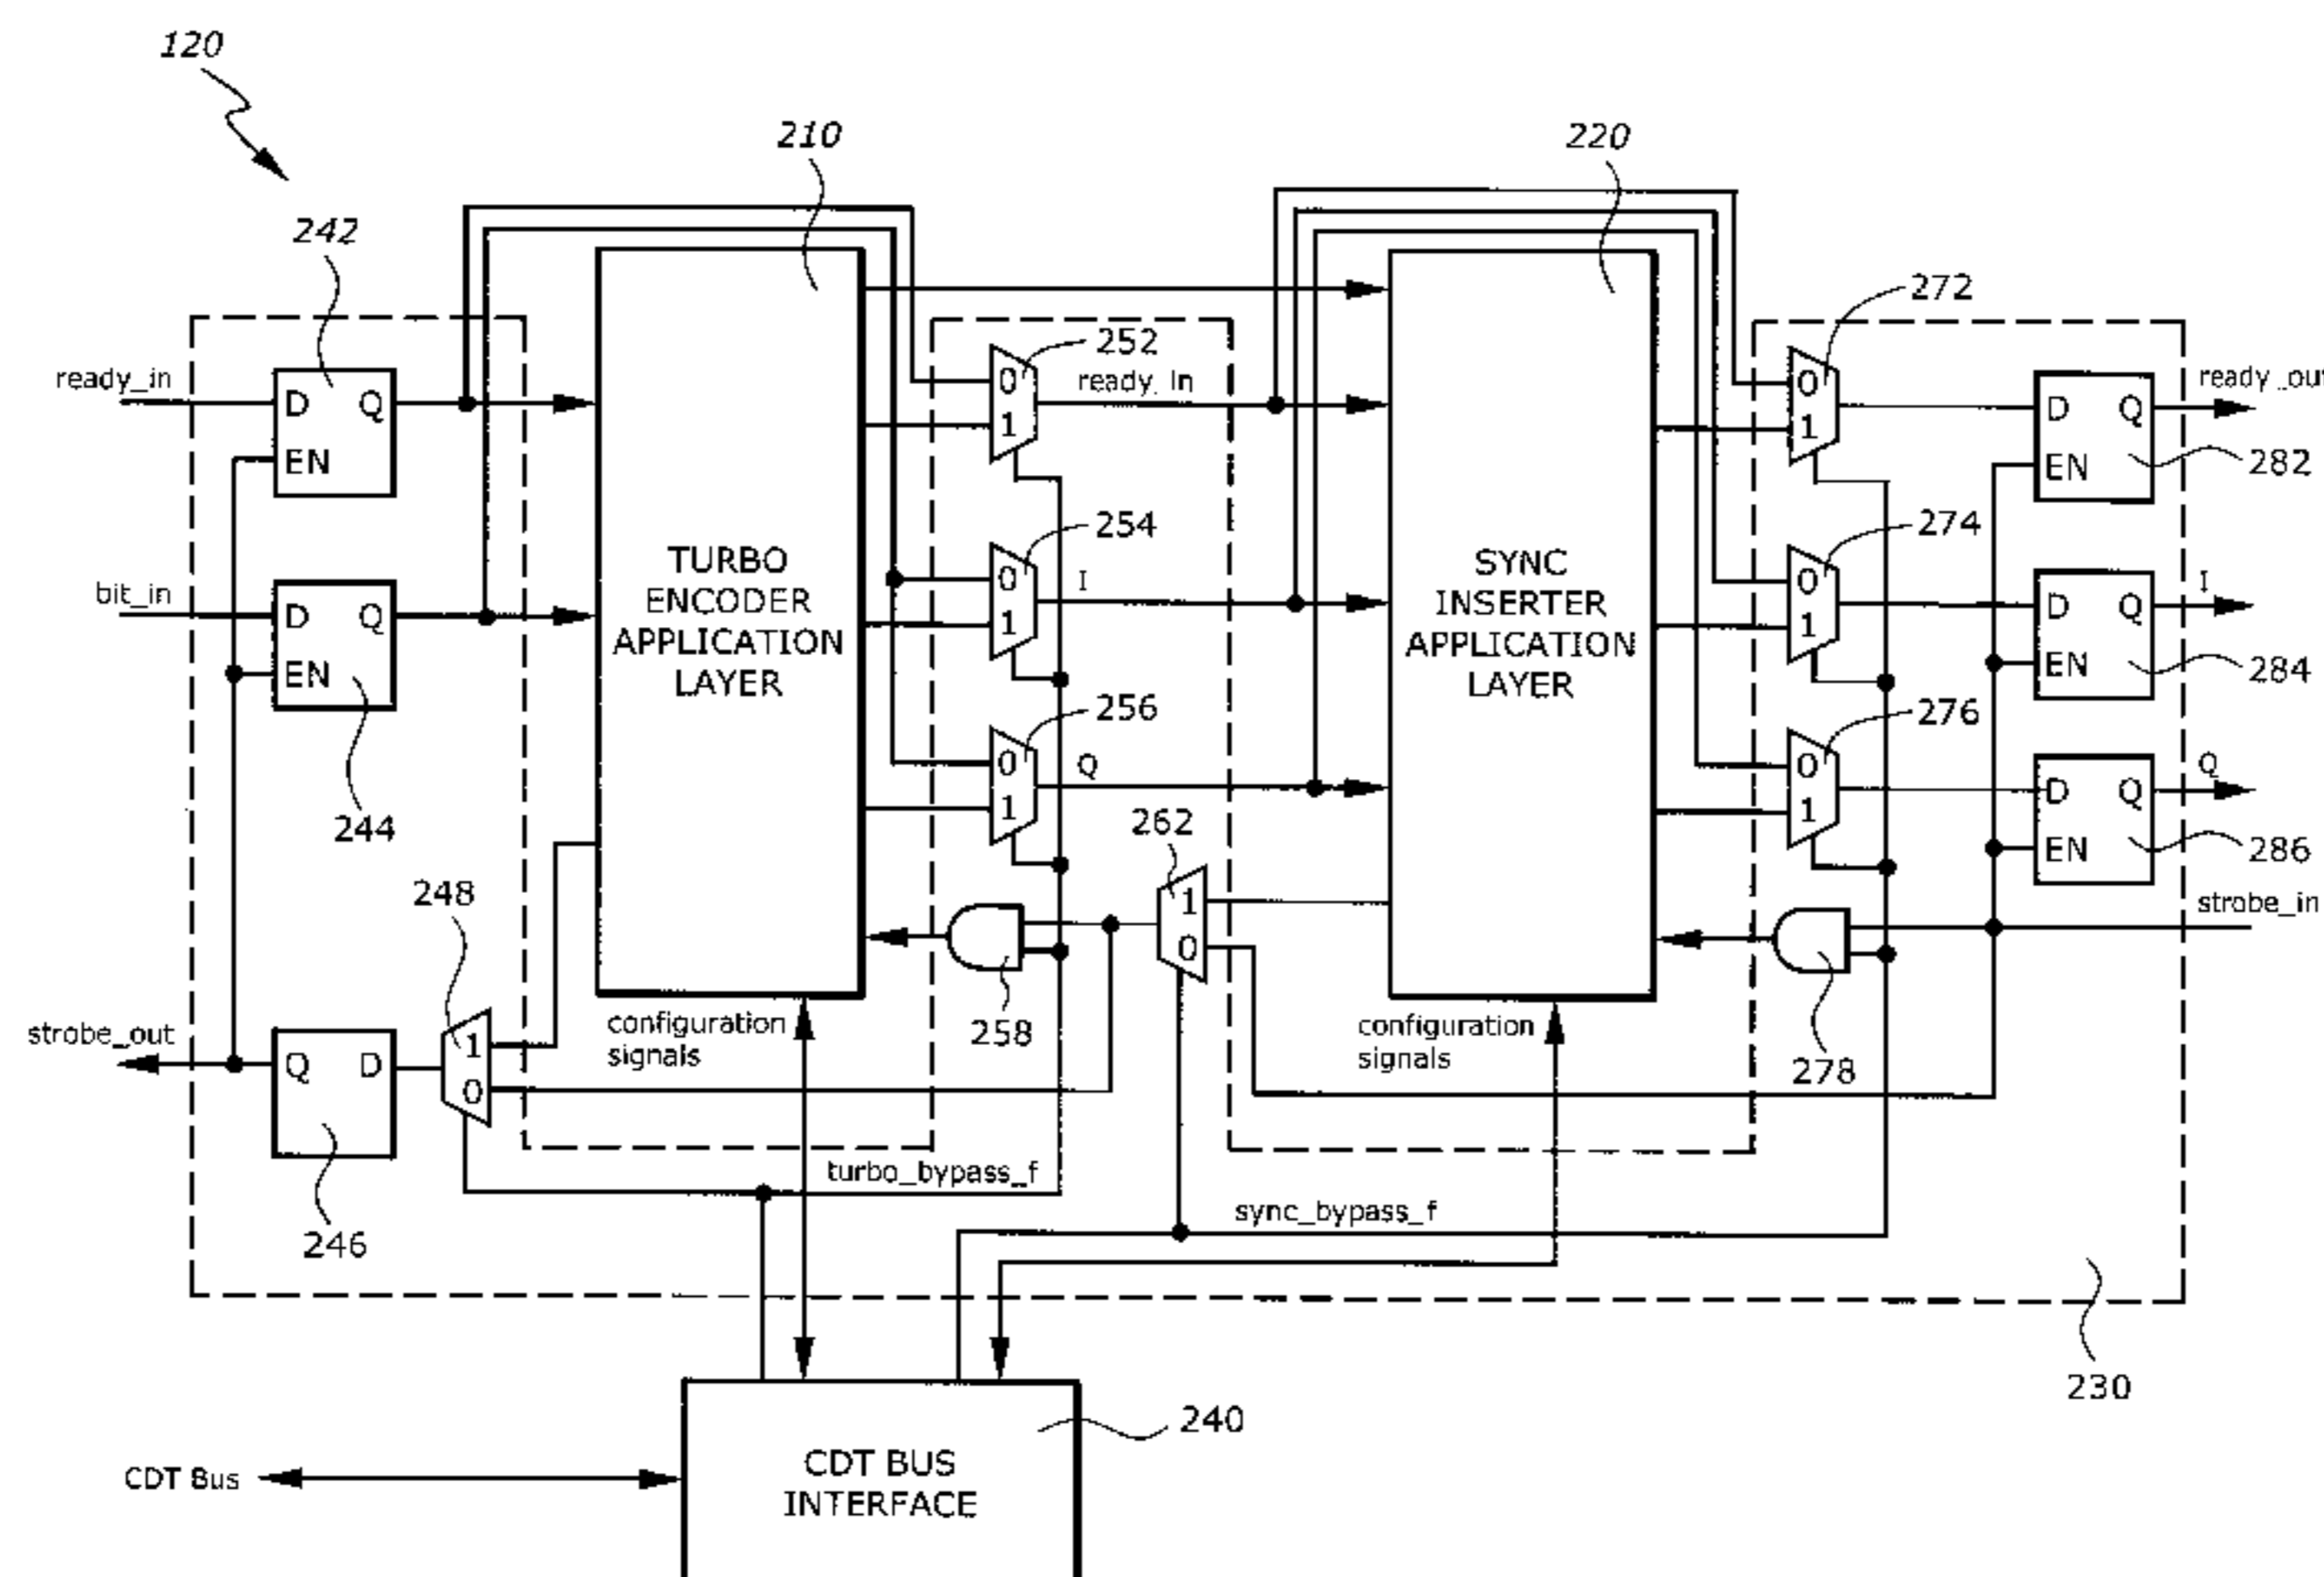 120
210
220
242
272
252
ready_in
D Q
EN
0
1
ready_in
0
1
D Q
EN
ready_out
282
254
274
bit_in
D Q
EN
TURBO
ENCODER
APPLICATION
LAYER
0
1
I
SYNC
INSERTER
APPLICATION
LAYER
0
1
D Q
EN
I
284
256
276
244
0
1
Q
262
0
1
D Q
EN
Q
286
248
1
0
strobe_in
strobe_out
Q D
1
0
configuration
signals
258
configuration
signals
278
turbo_bypass_f
sync_bypass_f
246
230
240
CDT Bus
CDT BUS
INTERFACE